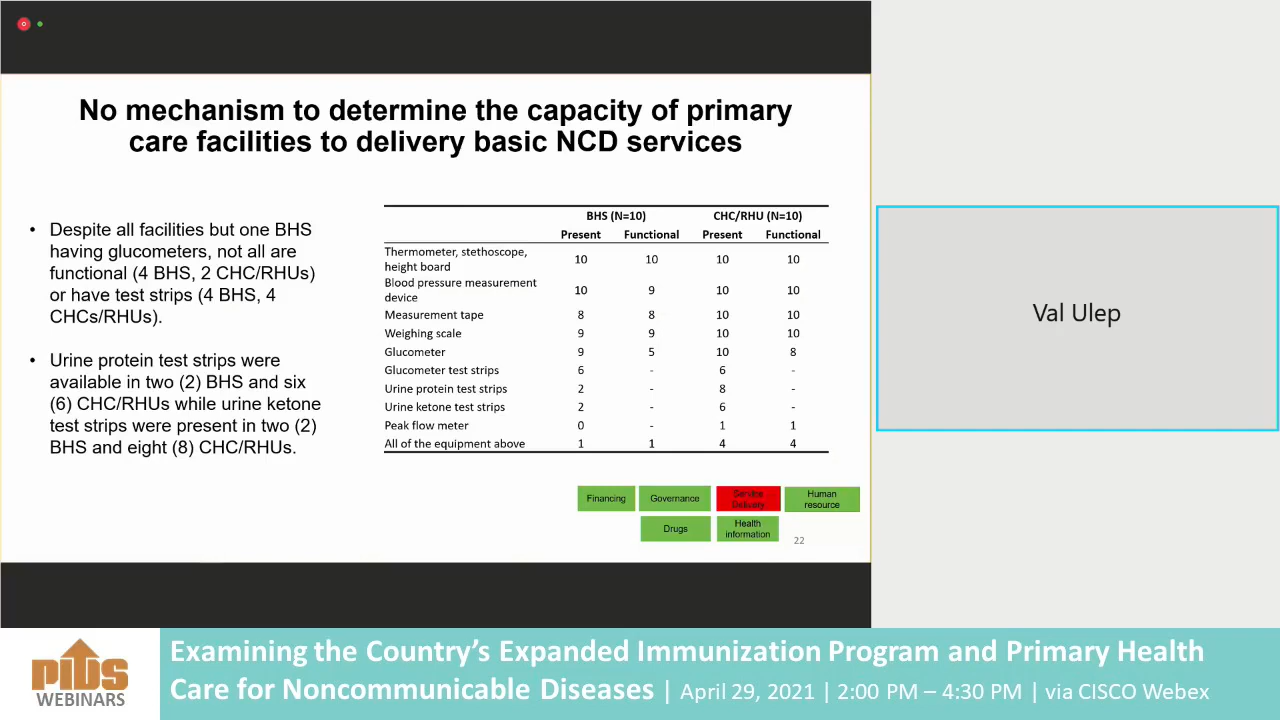 No mechanism to determine the capacity of primary
care facilities to delivery basic NCD services
• Despite all facilities but one BHS
having glucometers, not all are
functional (4 BHS, 2 CHC/RHUs)
or have test strips (4 BHS, 4
CHCs/RHUs).
• Urine protein test strips were
available in two (2) BHS and six
(6) CHC/RHUs while urine ketone
test strips were present in two (2)
BHS and eight (8) CHC/RHUs.
BHS (N=10) CHC/RHU (N=10)
Present Functional Present Functional
Thermometer, stethoscope,
height board 10 10 10 10
Blood pressure measurement
device 10 9 10 10
Measurement tape 8 8 10 10
Weighing scale 9 9 10 10
Glucometer 9 5 10 8
Glucometer test strips 6 - 6 -
Urine protein test strips 2 - 8 -
Urine ketone test strips 2 - 6 -
Peak flow meter 0 - 1 1
All of the equipment above 1 1 4 4
Financing Governance Service Delivery Human resource
Drugs Health information
22
Val Ulep
PIDS
WEBINARS
Examining the Country's Expanded Immunization Program and Primary Health
Care for Noncommunicable Diseases | April 29, 2021 | 2:00 PM – 4:30 PM | via CISCO Webex